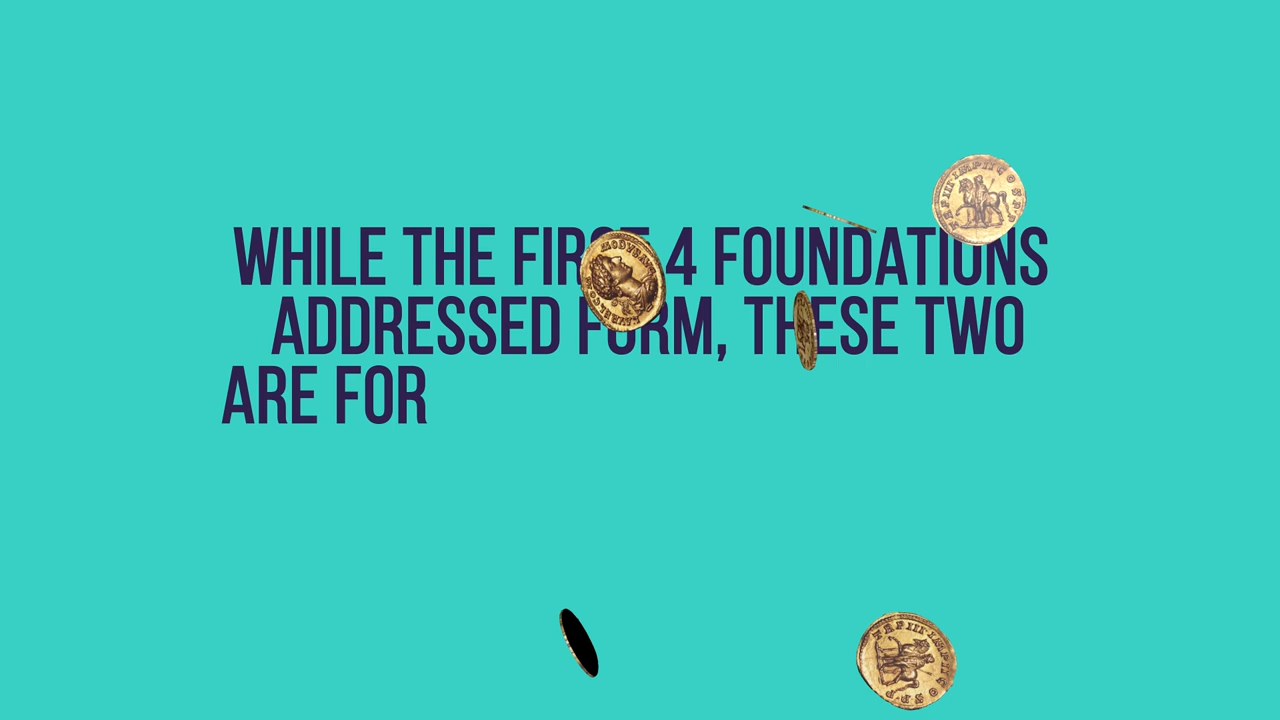 WHILE THE FIRST 4 FOUNDATIONS
ADDRESSED FORM, THESE TWO
ARE FOR